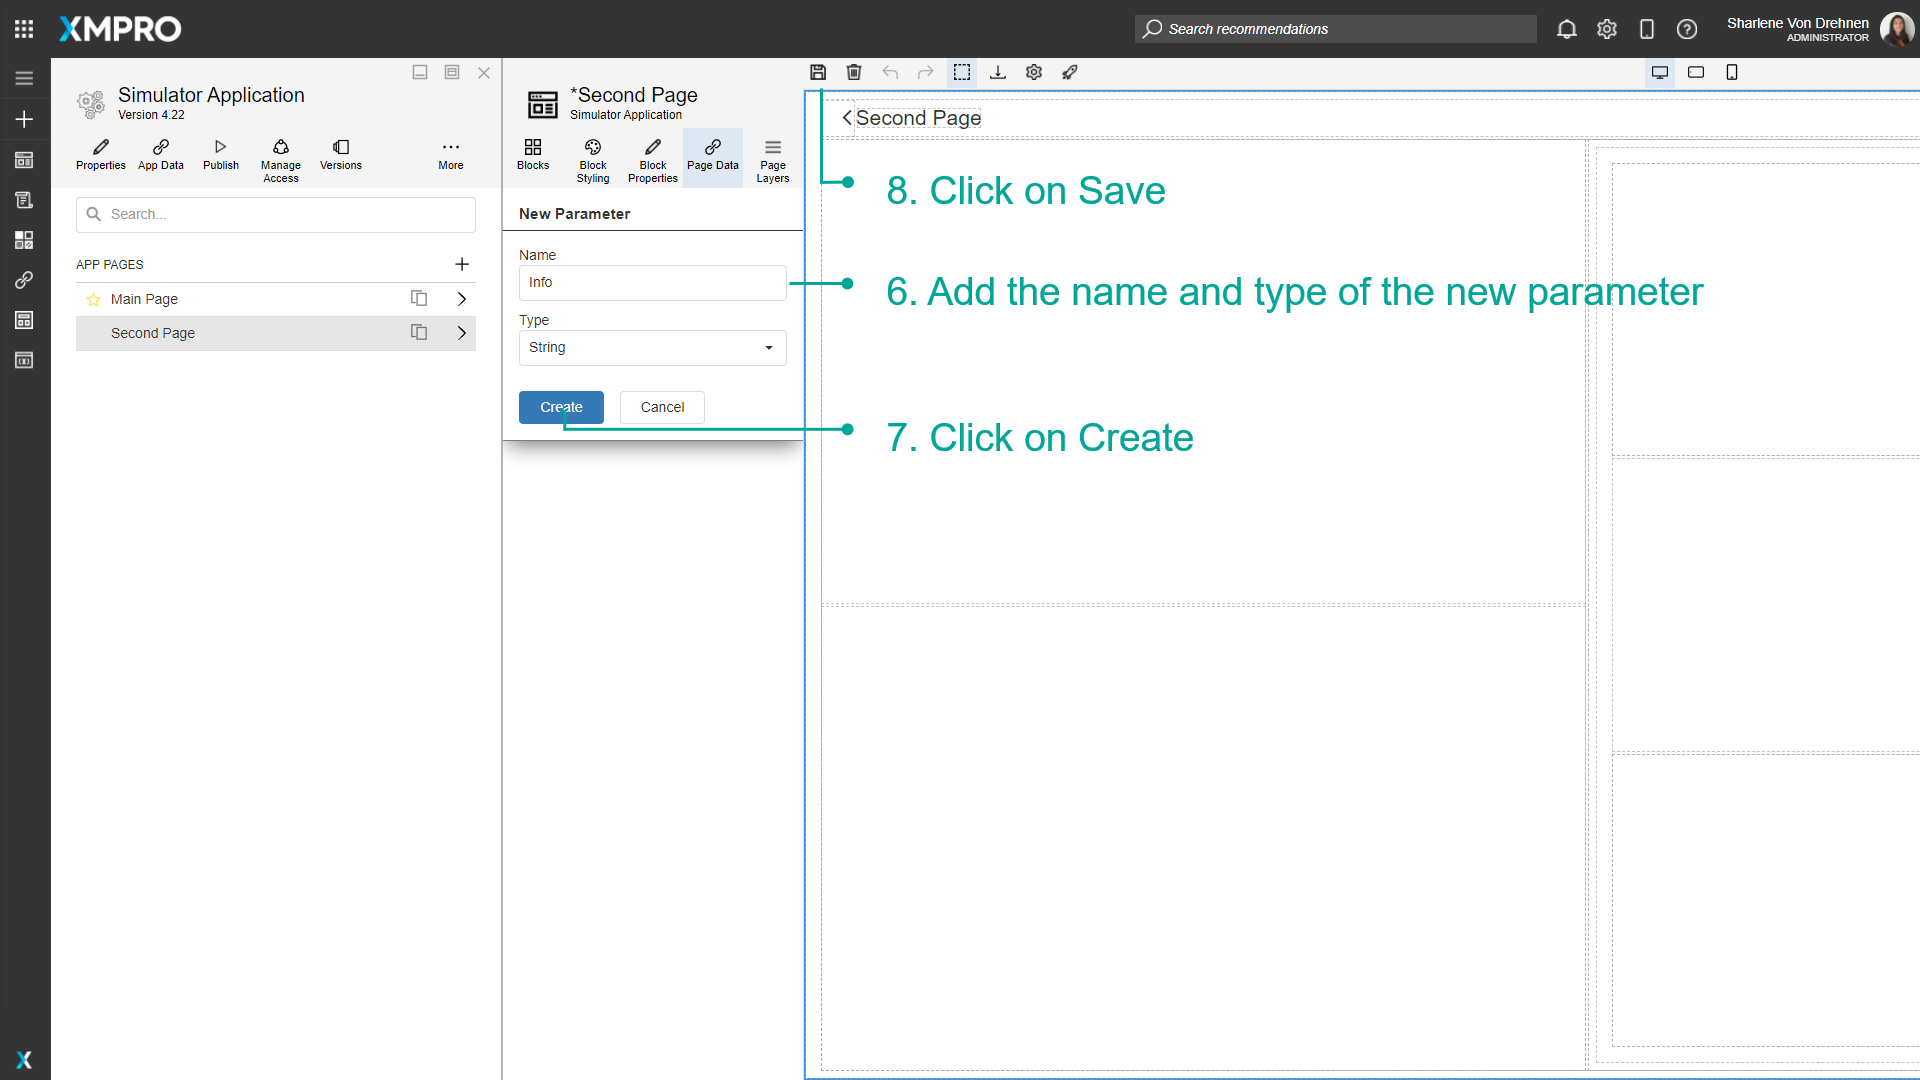 XMPRO
Search recommendations
Sharlene Von Drehnen
ADMINISTRATOR
Simulator Application
Version 4.22
Properties
App Data
Publish
Manage
Access
Versions
More
Search...
APP PAGES
Main Page
Second Page
*Second Page
Simulator Application
Blocks
Block
Styling
Block
Properties
Page Data
Page
Layers
New Parameter
Name
Info
Type
String
Create
Cancel
Second Page
8. Click on Save
6. Add the name and type of the new parameter
7. Click on Create